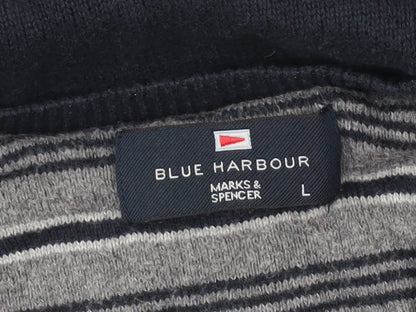 BLUE HARBOUR
MARKS &
SPENCER
L